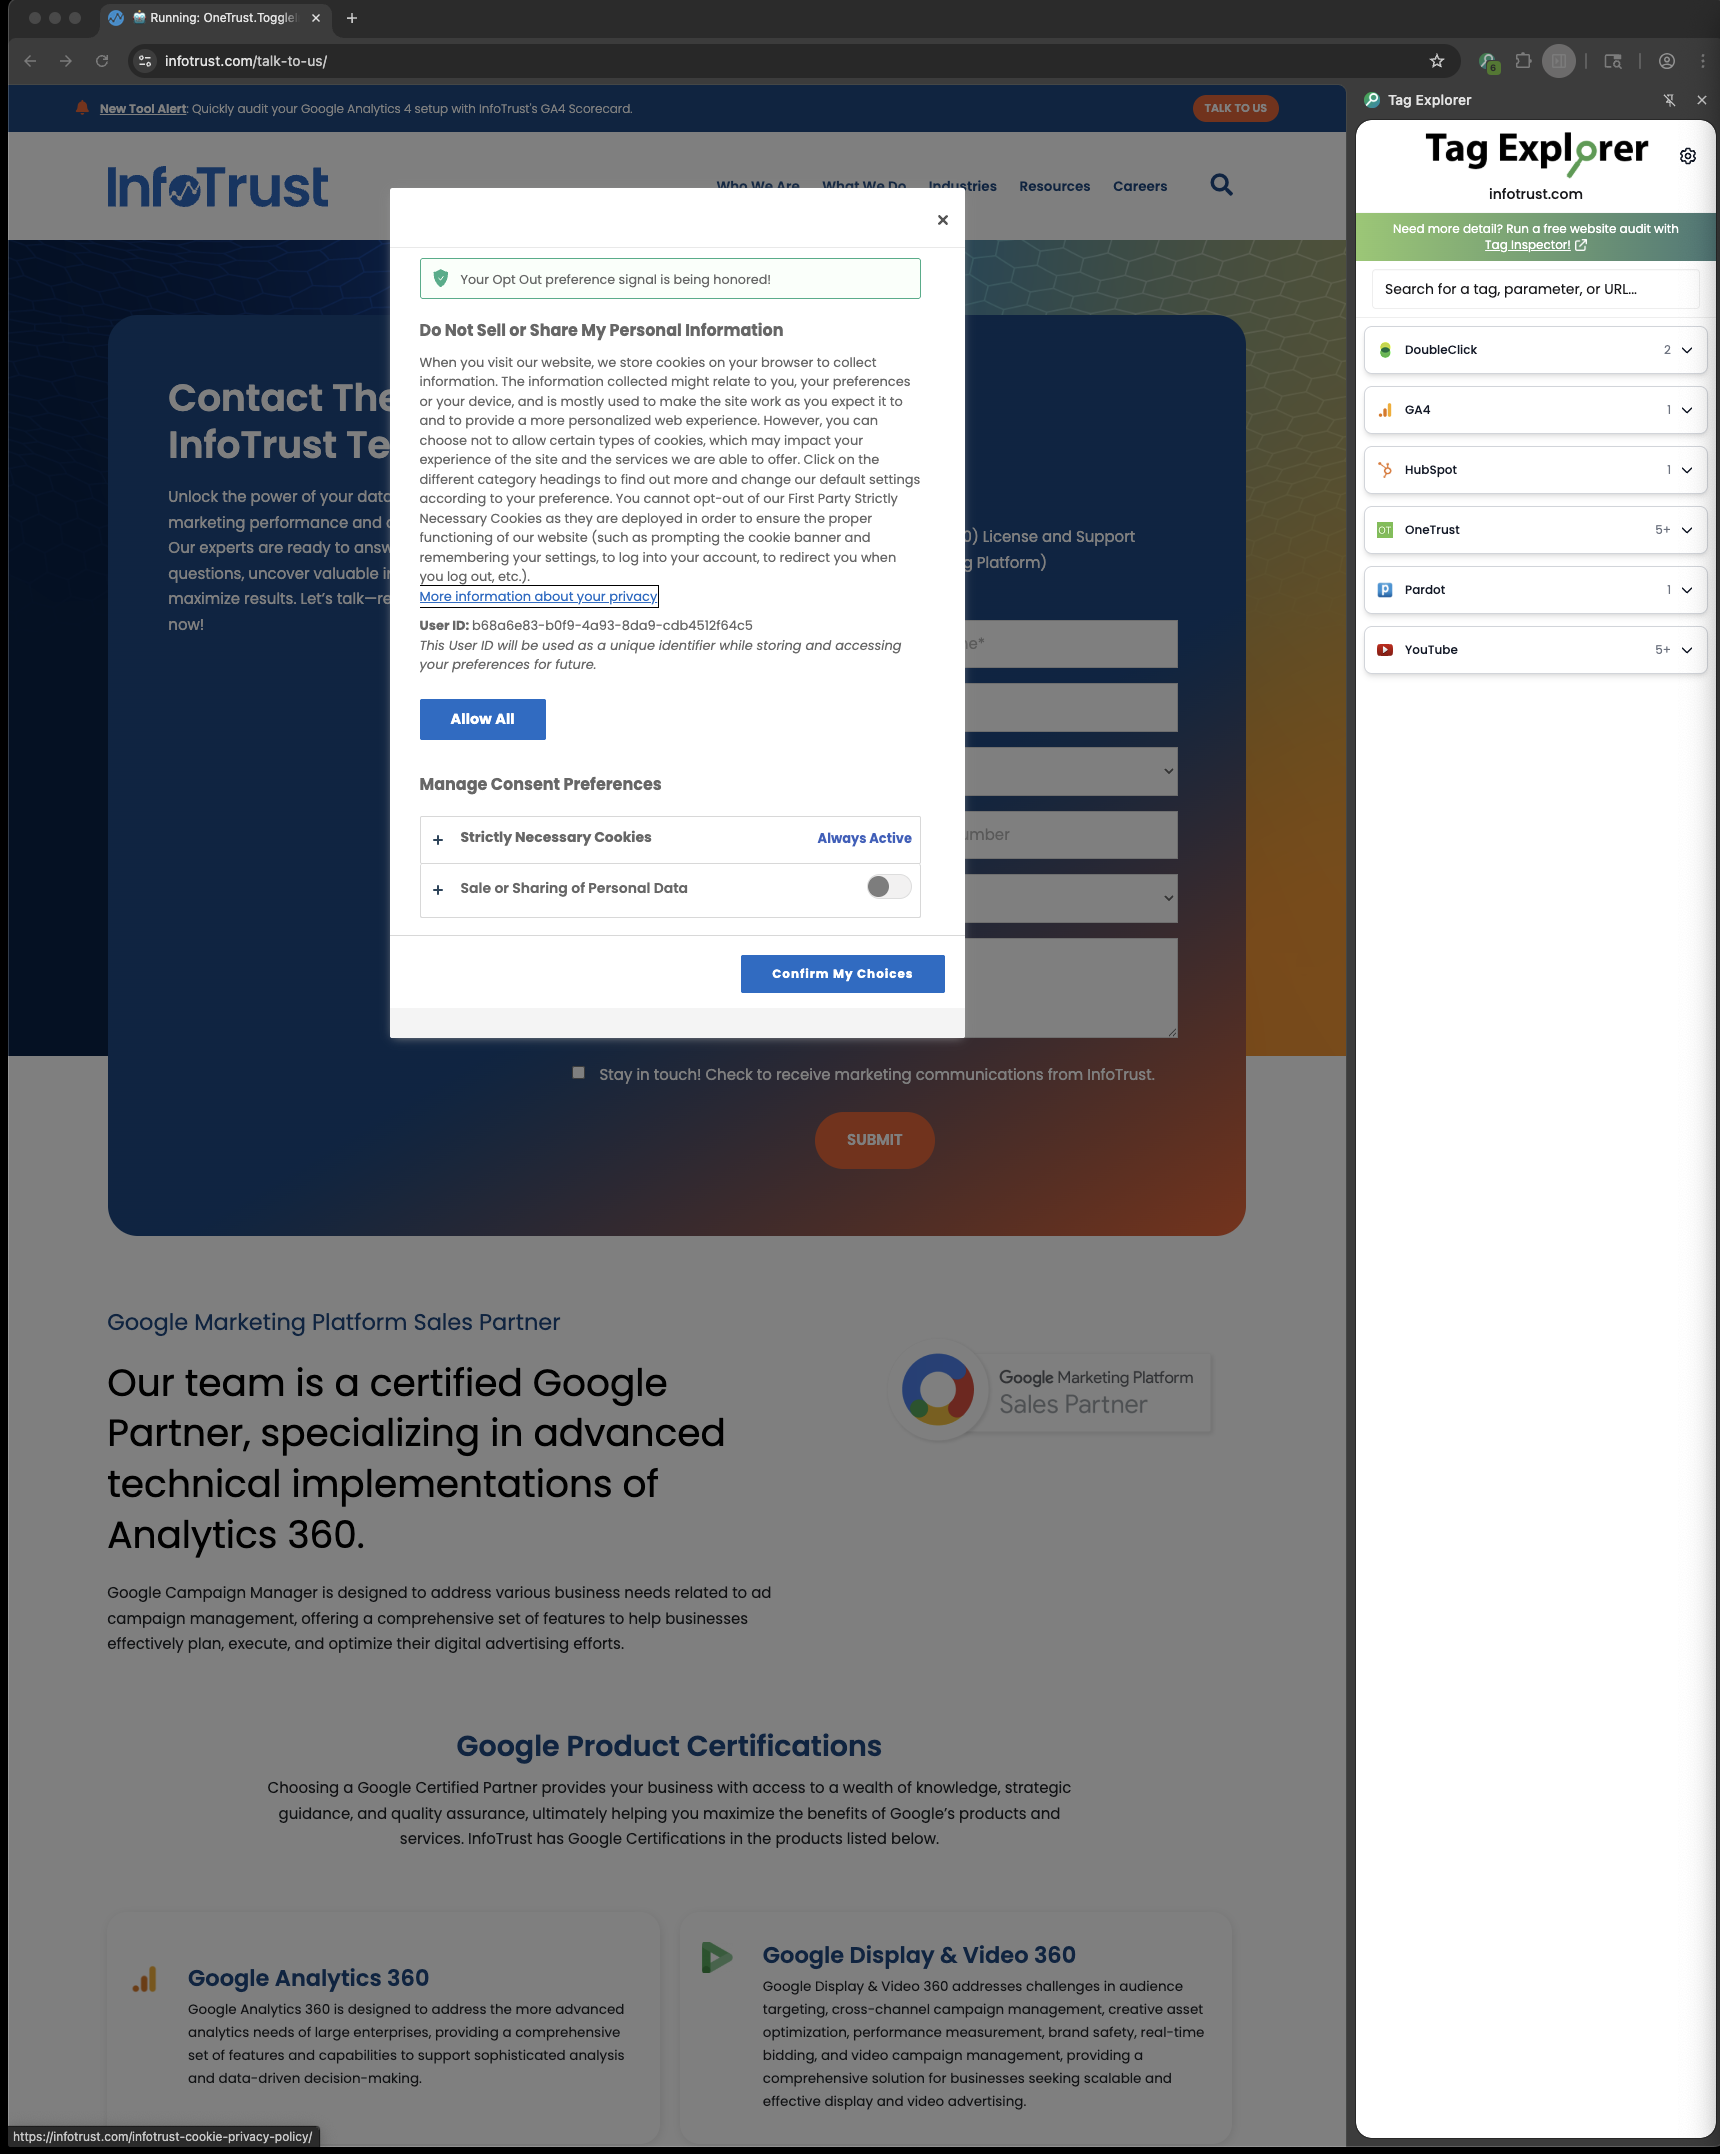 Running: OneTrust.Toggle
infotrust.com/talk-to-us/
6
New Tool Alert: Quickly audit your Google Analytics 4 setup with InfoTrust's GA4 Scorecard.
TALK TO US
InfoTrust
Who We Are
What We Do
Industries
Resources
Careers
Contact The
InfoTrust Te
Unlock the power of your data
marketing performance and
Our experts are ready to answ
questions, uncover valuable i
maximize results. Let's talk—re
now!
0) License and Support
g Platform)
me*
umber
Your Opt Out preference signal is being honored!
Do Not Sell or Share My Personal Information
When you visit our website, we store cookies on your browser to collect
information. The information collected might relate to you, your preferences
or your device, and is mostly used to make the site work as you expect it to
and to provide a more personalized web experience. However, you can
choose not to allow certain types of cookies, which may impact your
experience of the site and the services we are able to offer. Click on the
different category headings to find out more and change our default settings
according to your preference. You cannot opt-out of our First Party Strictly
Necessary Cookies as they are deployed in order to ensure the proper
functioning of our website (such as prompting the cookie banner and
remembering your settings, to log into your account, to redirect you when
you log out, etc.).
More information about your privacy
User ID: b68a6e83-b0f9-4a93-8da9-cdb4512f64c5
This User ID will be used as a unique identifier while storing and accessing
your preferences for future.
Allow All
Manage Consent Preferences
Strictly Necessary Cookies
Always Active
Sale or Sharing of Personal Data
Confirm My Choices
Stay in touch! Check to receive marketing communications from InfoTrust.
SUBMIT
Google Marketing Platform Sales Partner
Our team is a certified Google
Partner, specializing in advanced
technical implementations of
Analytics 360.
Google Campaign Manager is designed to address various business needs related to ad
campaign management, offering a comprehensive set of features to help businesses
effectively plan, execute, and optimize their digital advertising efforts.
Google Marketing Platform
Sales Partner
Google Product Certifications
Choosing a Google Certified Partner provides your business with access to a wealth of knowledge, strategic
guidance, and quality assurance, ultimately helping you maximize the benefits of Google's products and
services. InfoTrust has Google Certifications in the products listed below.
Google Analytics 360
Google Analytics 360 is designed to address the more advanced
analytics needs of large enterprises, providing a comprehensive
set of features and capabilities to support sophisticated analysis
and data-driven decision-making.
Google Display & Video 360
Google Display & Video 360 addresses challenges in audience
targeting, cross-channel campaign management, creative asset
optimization, performance measurement, brand safety, real-time
bidding, and video campaign management, providing a
comprehensive solution for businesses seeking scalable and
effective display and video advertising.
https://infotrust.com/infotrust-cookie-privacy-policy/
Tag Explorer
Tag Explorer
infotrust.com
Need more detail? Run a free website audit with
Tag Inspector!
Search for a tag, parameter, or URL...
DoubleClick 2
GA4 1
HubSpot 1
OT OneTrust 5+
Pardot 1
YouTube 5+